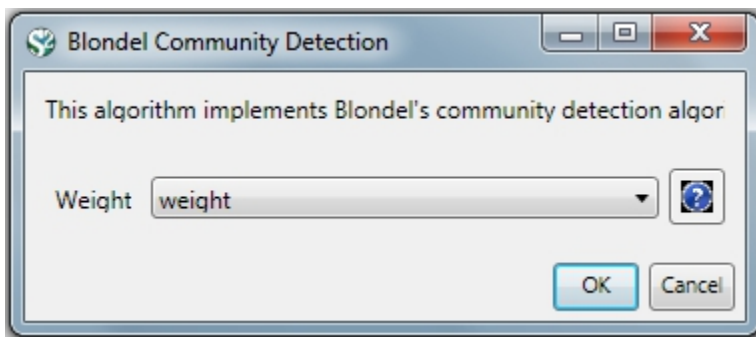 Blondel Community Detection
This algorithm implements Blondel's community detection algor
Weight weight
OK Cancel